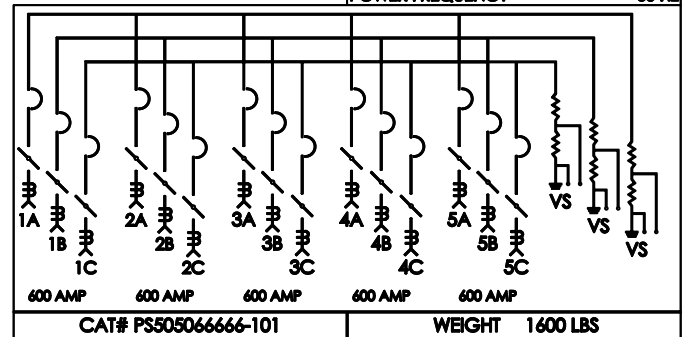 1A
1B
1C
2A
2B
2C
3A
3B
3C
4A
4B
4C
5A
5B
5C
VS
VS
VS
600 AMP 600 AMP 600 AMP 600 AMP 600 AMP
CAT# PS505066666-101 WEIGHT 1600 LBS